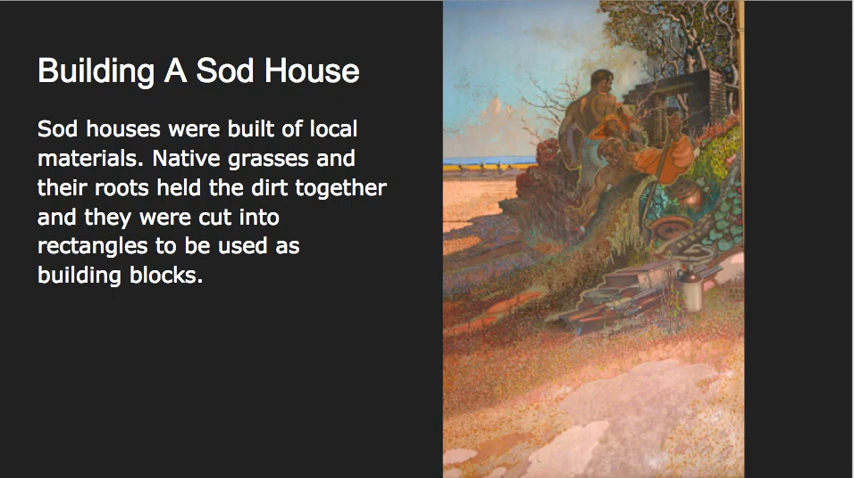 Building A Sod House
Sod houses were built of local
materials. Native grasses and
their roots held the dirt together
and they were cut into
rectangles to be used as
building blocks.